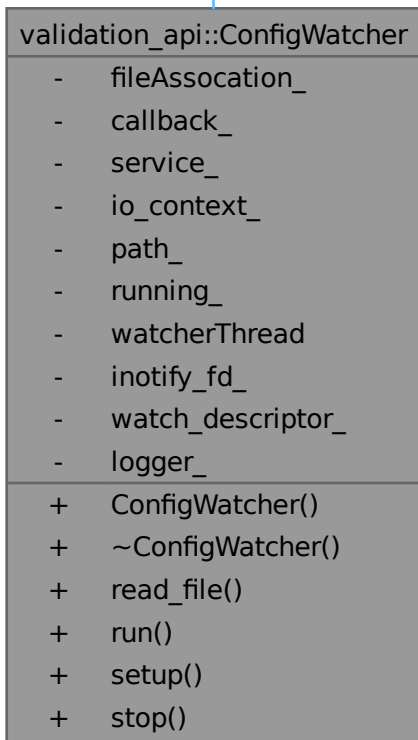 validation_api::ConfigWatcher
- fileAssocation_
- callback_
- service_
- io_context_
- path_
- running_
- watcherThread
- inotify_fd_
- watch_descriptor_
- logger_
+ ConfigWatcher()
+ ~ConfigWatcher()
+ read_file()
+ run()
+ setup()
+ stop()